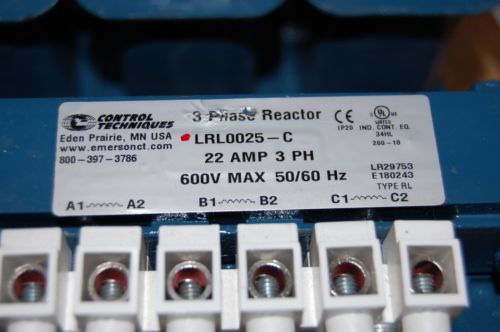 CONTROL TECHNIQUES
Eden Prairie, MN USA
www.emersonct.com
800-397-3786
3 Phase Reactor
LRL0025-C
22 AMP 3 PH
600V MAX 50/60 Hz
CE
IP20
UL
LISTED
IND. CONT. EQ.
34HL
LR29753
E180243
TYPE RL
A1 A2
B1 B2
C1 C2